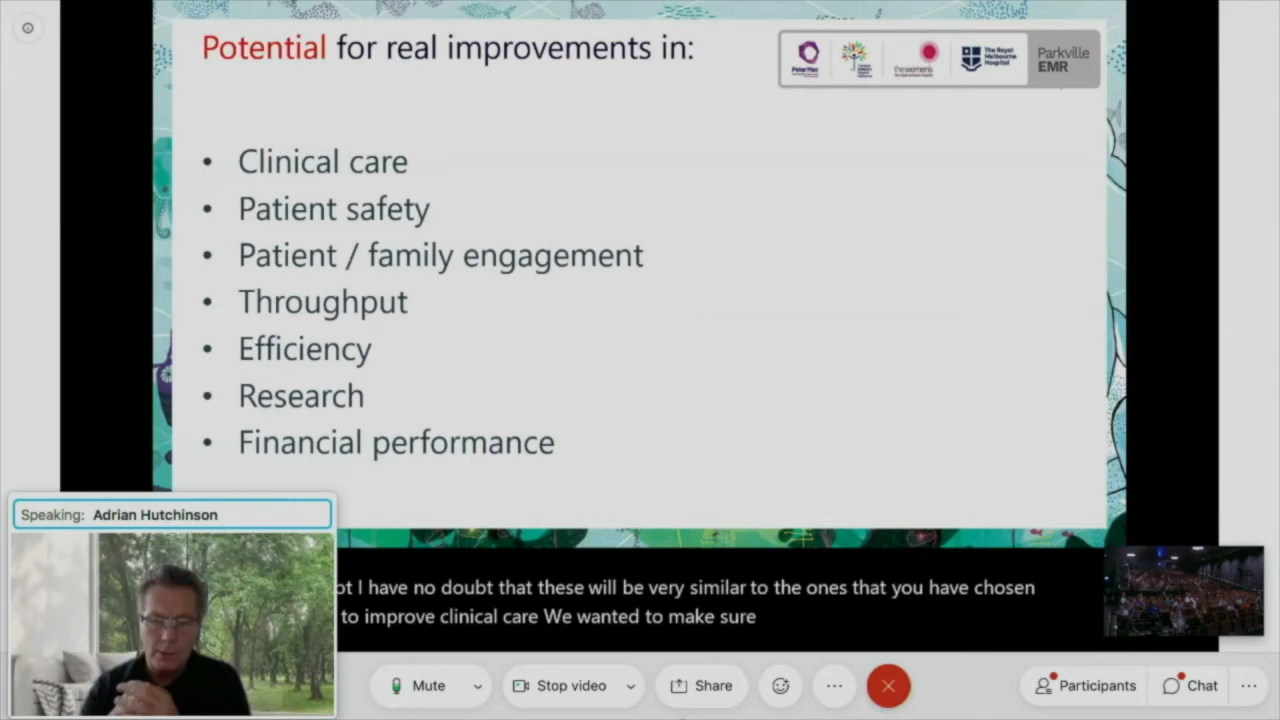 Potential for real improvements in:
PeterMac
the women's
The Royal
Melbourne
Hospital
Parkville
EMR
• Clinical care
• Patient safety
• Patient / family engagement
• Throughput
• Efficiency
• Research
• Financial performance
Speaking: Adrian Hutchinson
I have no doubt that these will be very similar to the ones that you have chosen
to improve clinical care We wanted to make sure
Mute
Stop video
Share
Participants
Chat